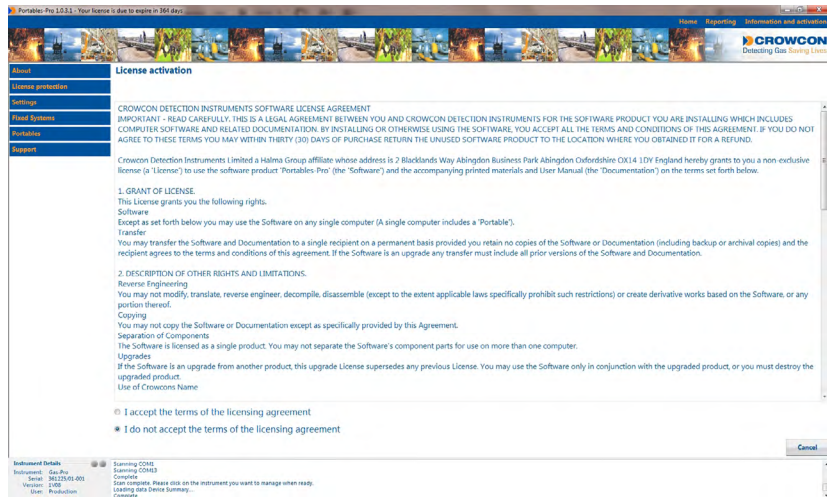 Portables-Pro 1.0.3.1 - Your license is due to expire in 364 days
Home Reporting Information and activation
CROWCON
Detecting Gas Saving Lives
About
License protection
Settings
Fixed Systems
Portables
Support
License activation
CROWCON DETECTION INSTRUMENTS SOFTWARE LICENSE AGREEMENT
IMPORTANT - READ CAREFULLY. THIS IS A LEGAL AGREEMENT BETWEEN YOU AND CROWCON DETECTION INSTRUMENTS FOR THE SOFTWARE PRODUCT YOU ARE INSTALLING WHICH INCLUDES
COMPUTER SOFTWARE AND RELATED DOCUMENTATION. BY INSTALLING OR OTHERWISE USING THE SOFTWARE, YOU ACCEPT ALL THE TERMS AND CONDITIONS OF THIS AGREEMENT. IF YOU DO NOT
AGREE TO THESE TERMS YOU MAY WITHIN THIRTY (30) DAYS OF PURCHASE RETURN THE UNUSED SOFTWARE PRODUCT TO THE LOCATION WHERE YOU OBTAINED IT FOR A REFUND.
Crowcon Detection Instruments Limited a Halma Group affiliate whose address is 2 Blacklands Way Abingdon Business Park Abingdon Oxfordshire OX14 1DY England hereby grants to you a non-exclusive
license (a 'License') to use the software product 'Portables-Pro' (the 'Software') and the accompanying printed materials and User Manual (the 'Documentation') on the terms set forth below.
1. GRANT OF LICENSE.
This License grants you the following rights.
Software
Except as set forth below you may use the Software on any single computer (A single computer includes a 'Portable').
Transfer
You may transfer the Software and Documentation to a single recipient on a permanent basis provided you retain no copies of the Software or Documentation (including backup or archival copies) and the
recipient agrees to the terms and conditions of this agreement. If the Software is an upgrade any transfer must include all prior versions of the Software and Documentation.
2. DESCRIPTION OF OTHER RIGHTS AND LIMITATIONS.
Reverse Engineering
You may not modify, translate, reverse engineer, decompile, disassemble (except to the extent applicable laws specifically prohibit such restrictions) or create derivative works based on the Software, or any
portion thereof.
Copying
You may not copy the Software or Documentation except as specifically provided by this Agreement.
Separation of Components
The Software is licensed as a single product. You may not separate the Software's component parts for use on more than one computer.
Upgrades
If the Software is an upgrade from another product, this upgrade License supersedes any previous License. You may use the Software only in conjunction with the upgraded product, or you must destroy the
upgraded product.
Use of Crowcons Name
I accept the terms of the licensing agreement
I do not accept the terms of the licensing agreement
Cancel
Instrument Details
Instrument: Gas-Pro
Serial: 361225/01-001
Version: 1V08
User: Production
Scanning COM1
Scanning COM13
Complete
Scan complete. Please click on the instrument you want to manage when ready.
Loading data Device Summary...
Complete